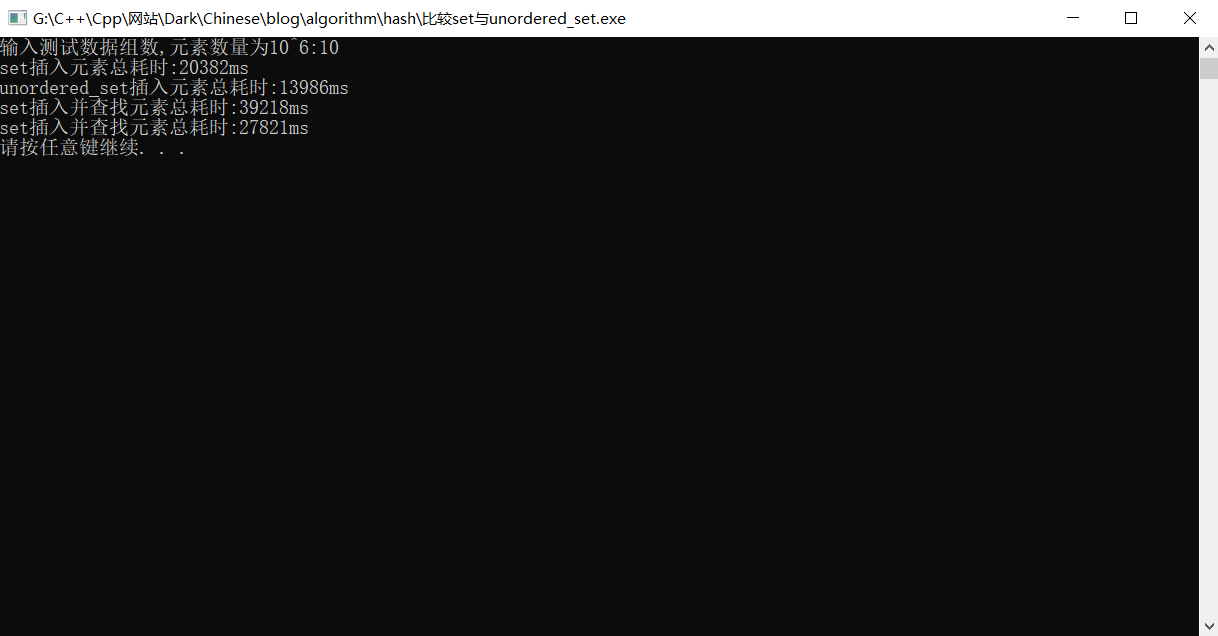 G:\C++\Cpp\网站\Dark\Chinese\blog\algorithm\hash\比较set与unordered_set.exe
输入测试数据组数,元素数量为10^6:10
set插入元素总耗时:20382ms
unordered_set插入元素总耗时:13986ms
set插入并查找元素总耗时:39218ms
set插入并查找元素总耗时:27821ms
请按任意键继续. . .